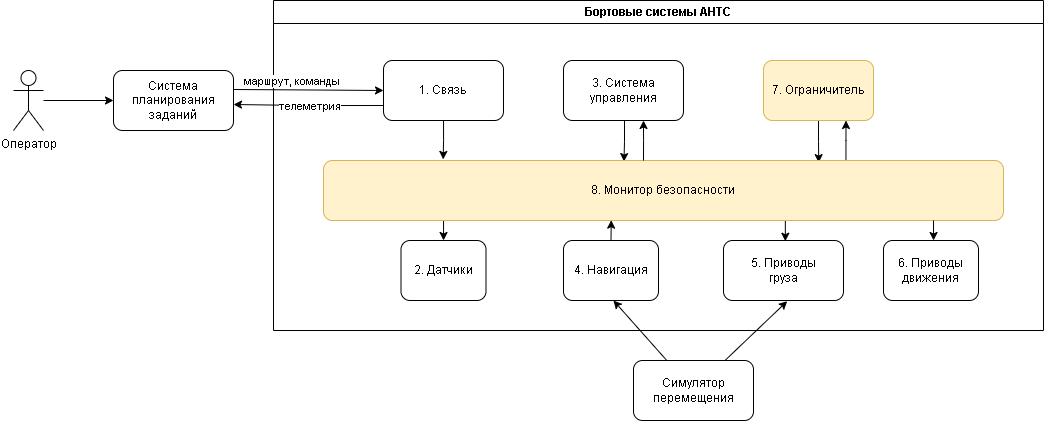 Бортовые системы АНТС
Оператор
Система
планирования
заданий
маршрут, команды
телеметрия
1. Связь
3. Система
управления
7. Ограничитель
8. Монитор безопасности
2. Датчики
4. Навигация
5. Приводы
груза
6. Приводы
движения
Симулятор
перемещения